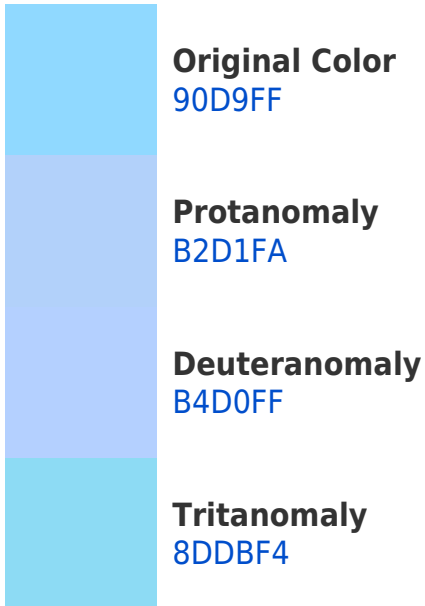 Original Color
90D9FF
Protanomaly
B2D1FA
Deuteranomaly
B4D0FF
Tritanomaly
8DDBF4